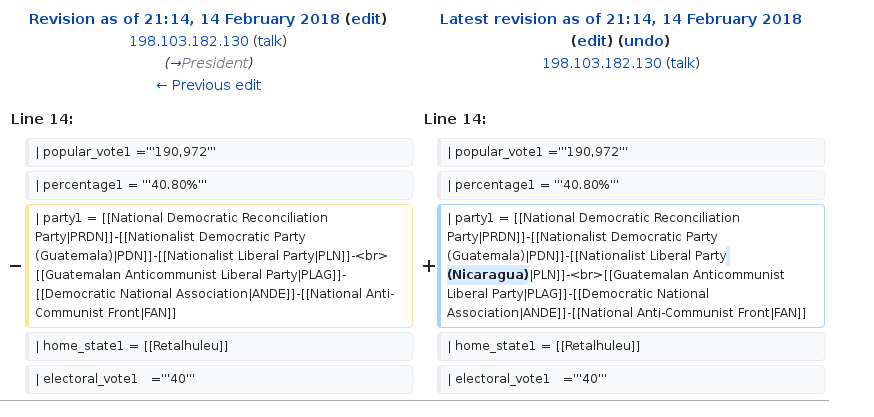 Revision as of 21:14, 14 February 2018 (edit)
198.103.182.130 (talk)
(→President)
← Previous edit
Latest revision as of 21:14, 14 February 2018
(edit) (undo)
198.103.182.130 (talk)
Line 14:
Line 14:
| popular_vote1 ='''190,972'''
| popular_vote1 ='''190,972'''
| percentage1 = '''40.80%'''
| percentage1 = '''40.80%'''
−
| party1 = [[National Democratic Reconciliation
Party|PRDN]]-[[Nationalist Democratic Party
(Guatemala)|PDN]]-[[Nationalist Liberal Party|PLN]]-<br>
[[Guatemalan Anticommunist Liberal Party|PLAG]]-
[[Democratic National Association|ANDE]]-[[National Anti-
Communist Front|FAN]]
+
| party1 = [[National Democratic Reconciliation
Party|PRDN]]-[[Nationalist Democratic Party
(Guatemala)|PDN]]-[[Nationalist Liberal Party
(Nicaragua)|PLN]]-<br>[[Guatemalan Anticommunist
Liberal Party|PLAG]]-[[Democratic National
Association|ANDE]]-[[National Anti-Communist Front|FAN]]
| home_state1 = [[Retalhuleu]]
| home_state1 = [[Retalhuleu]]
| electoral_vote1   ='''40'''
| electoral_vote1   ='''40'''